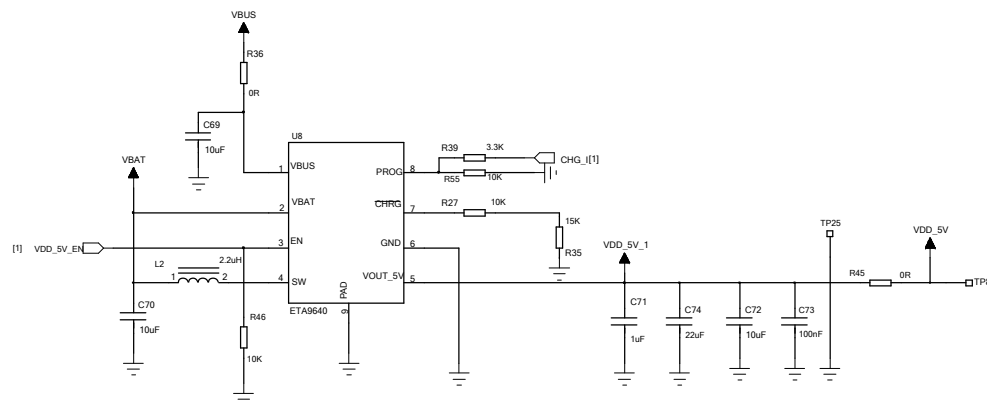 VBUS
R36
0R
C69
10uF
U8
VBAT
R39 3.3K
CHG_I[1]
1 VBUS PROG 8
R55 10K
2 VBAT CHRG 7
R27 10K
15K
TP25
VDD_5V
[1] VDD_5V_EN 3 EN GND 6
R35
VDD_5V_1
L2 2.2uH
1 2 4 SW VOUT_5V 5
R45 0R
C70
10uF
R46
10K
PAD
9
ETA9640
C71
1uF
C74
22uF
C72
10uF
C73
100nF